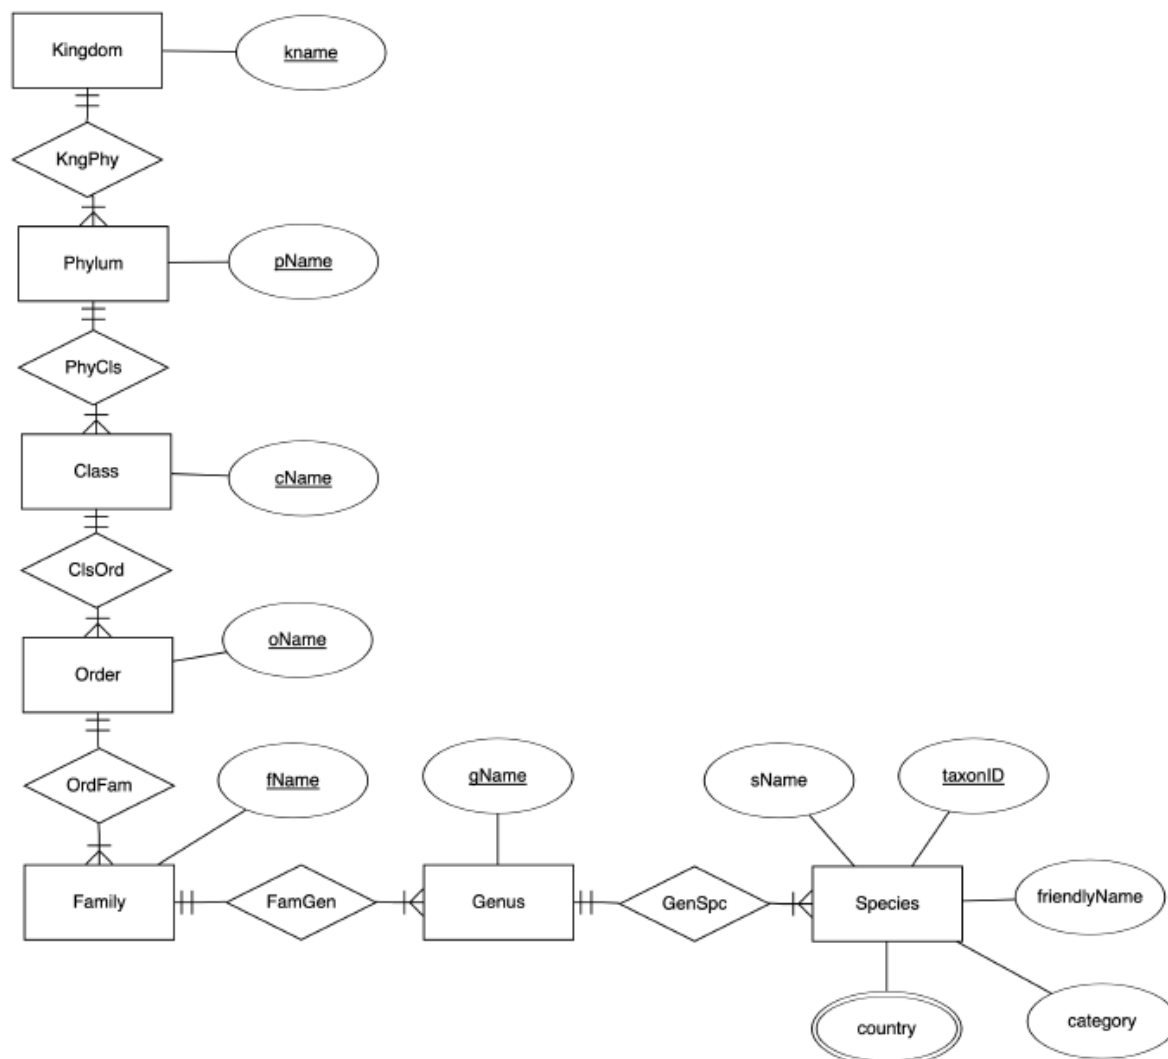 Kingdom
kname
KngPhy
Phylum
pName
PhyCls
Class
cName
ClsOrd
Order
oName
OrdFam
fName
gName
sName
taxonID
Family
FamGen
Genus
GenSpc
Species
friendlyName
country
category